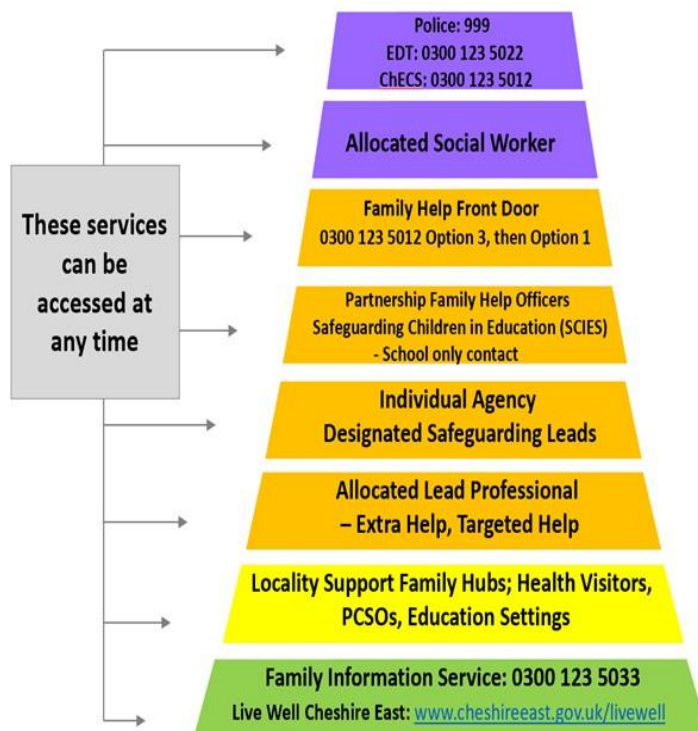 Police: 999
EDT: 0300 123 5022
ChECS: 0300 123 5012
Allocated Social Worker
These services
can be
accessed at
any time
Family Help Front Door
0300 123 5012 Option 3, then Option 1
Partnership Family Help Officers
Safeguarding Children in Education (SCIES)
- School only contact
Individual Agency
Designated Safeguarding Leads
Allocated Lead Professional
– Extra Help, Targeted Help
Locality Support Family Hubs; Health Visitors,
PCSOs, Education Settings
Family Information Service: 0300 123 5033
Live Well Cheshire East: www.cheshireeast.gov.uk/livewell